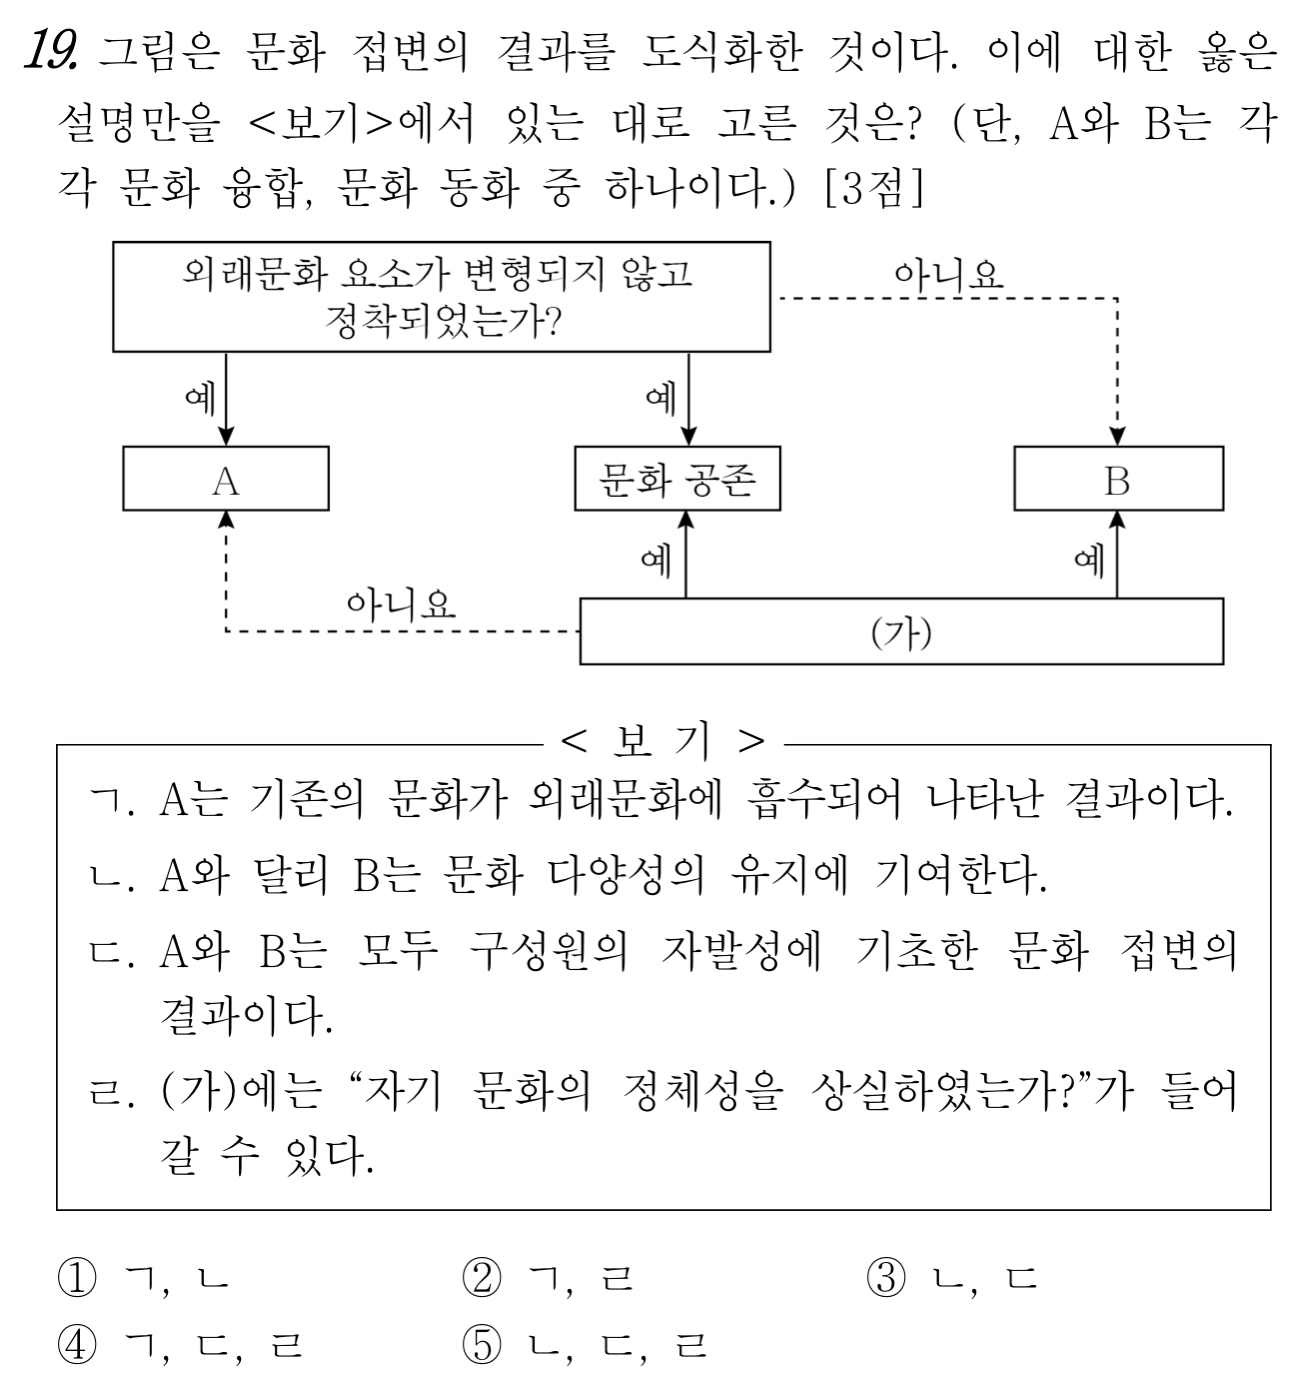 19. 그림은 문화 접변의 결과를 도식화한 것이다. 이에 대한 옳은
설명만을 <보기>에서 있는 대로 고른 것은? (단, A와 B는 각
각 문화 융합, 문화 동화 중 하나이다.) [3점]
외래문화 요소가 변형되지 않고
정착되었는가?
아니요
예
예
A
문화 공존
B
예
예
아니요
(가)
< 보 기 >
ㄱ. A는 기존의 문화가 외래문화에 흡수되어 나타난 결과이다.
ㄴ. A와 달리 B는 문화 다양성의 유지에 기여한다.
ㄷ. A와 B는 모두 구성원의 자발성에 기초한 문화 접변의
결과이다.
ㄹ. (가)에는 “자기 문화의 정체성을 상실하였는가?”가 들어
갈 수 있다.
① ㄱ, ㄴ ② ㄱ, ㄹ ③ ㄴ, ㄷ
④ ㄱ, ㄷ, ㄹ ⑤ ㄴ, ㄷ, ㄹ